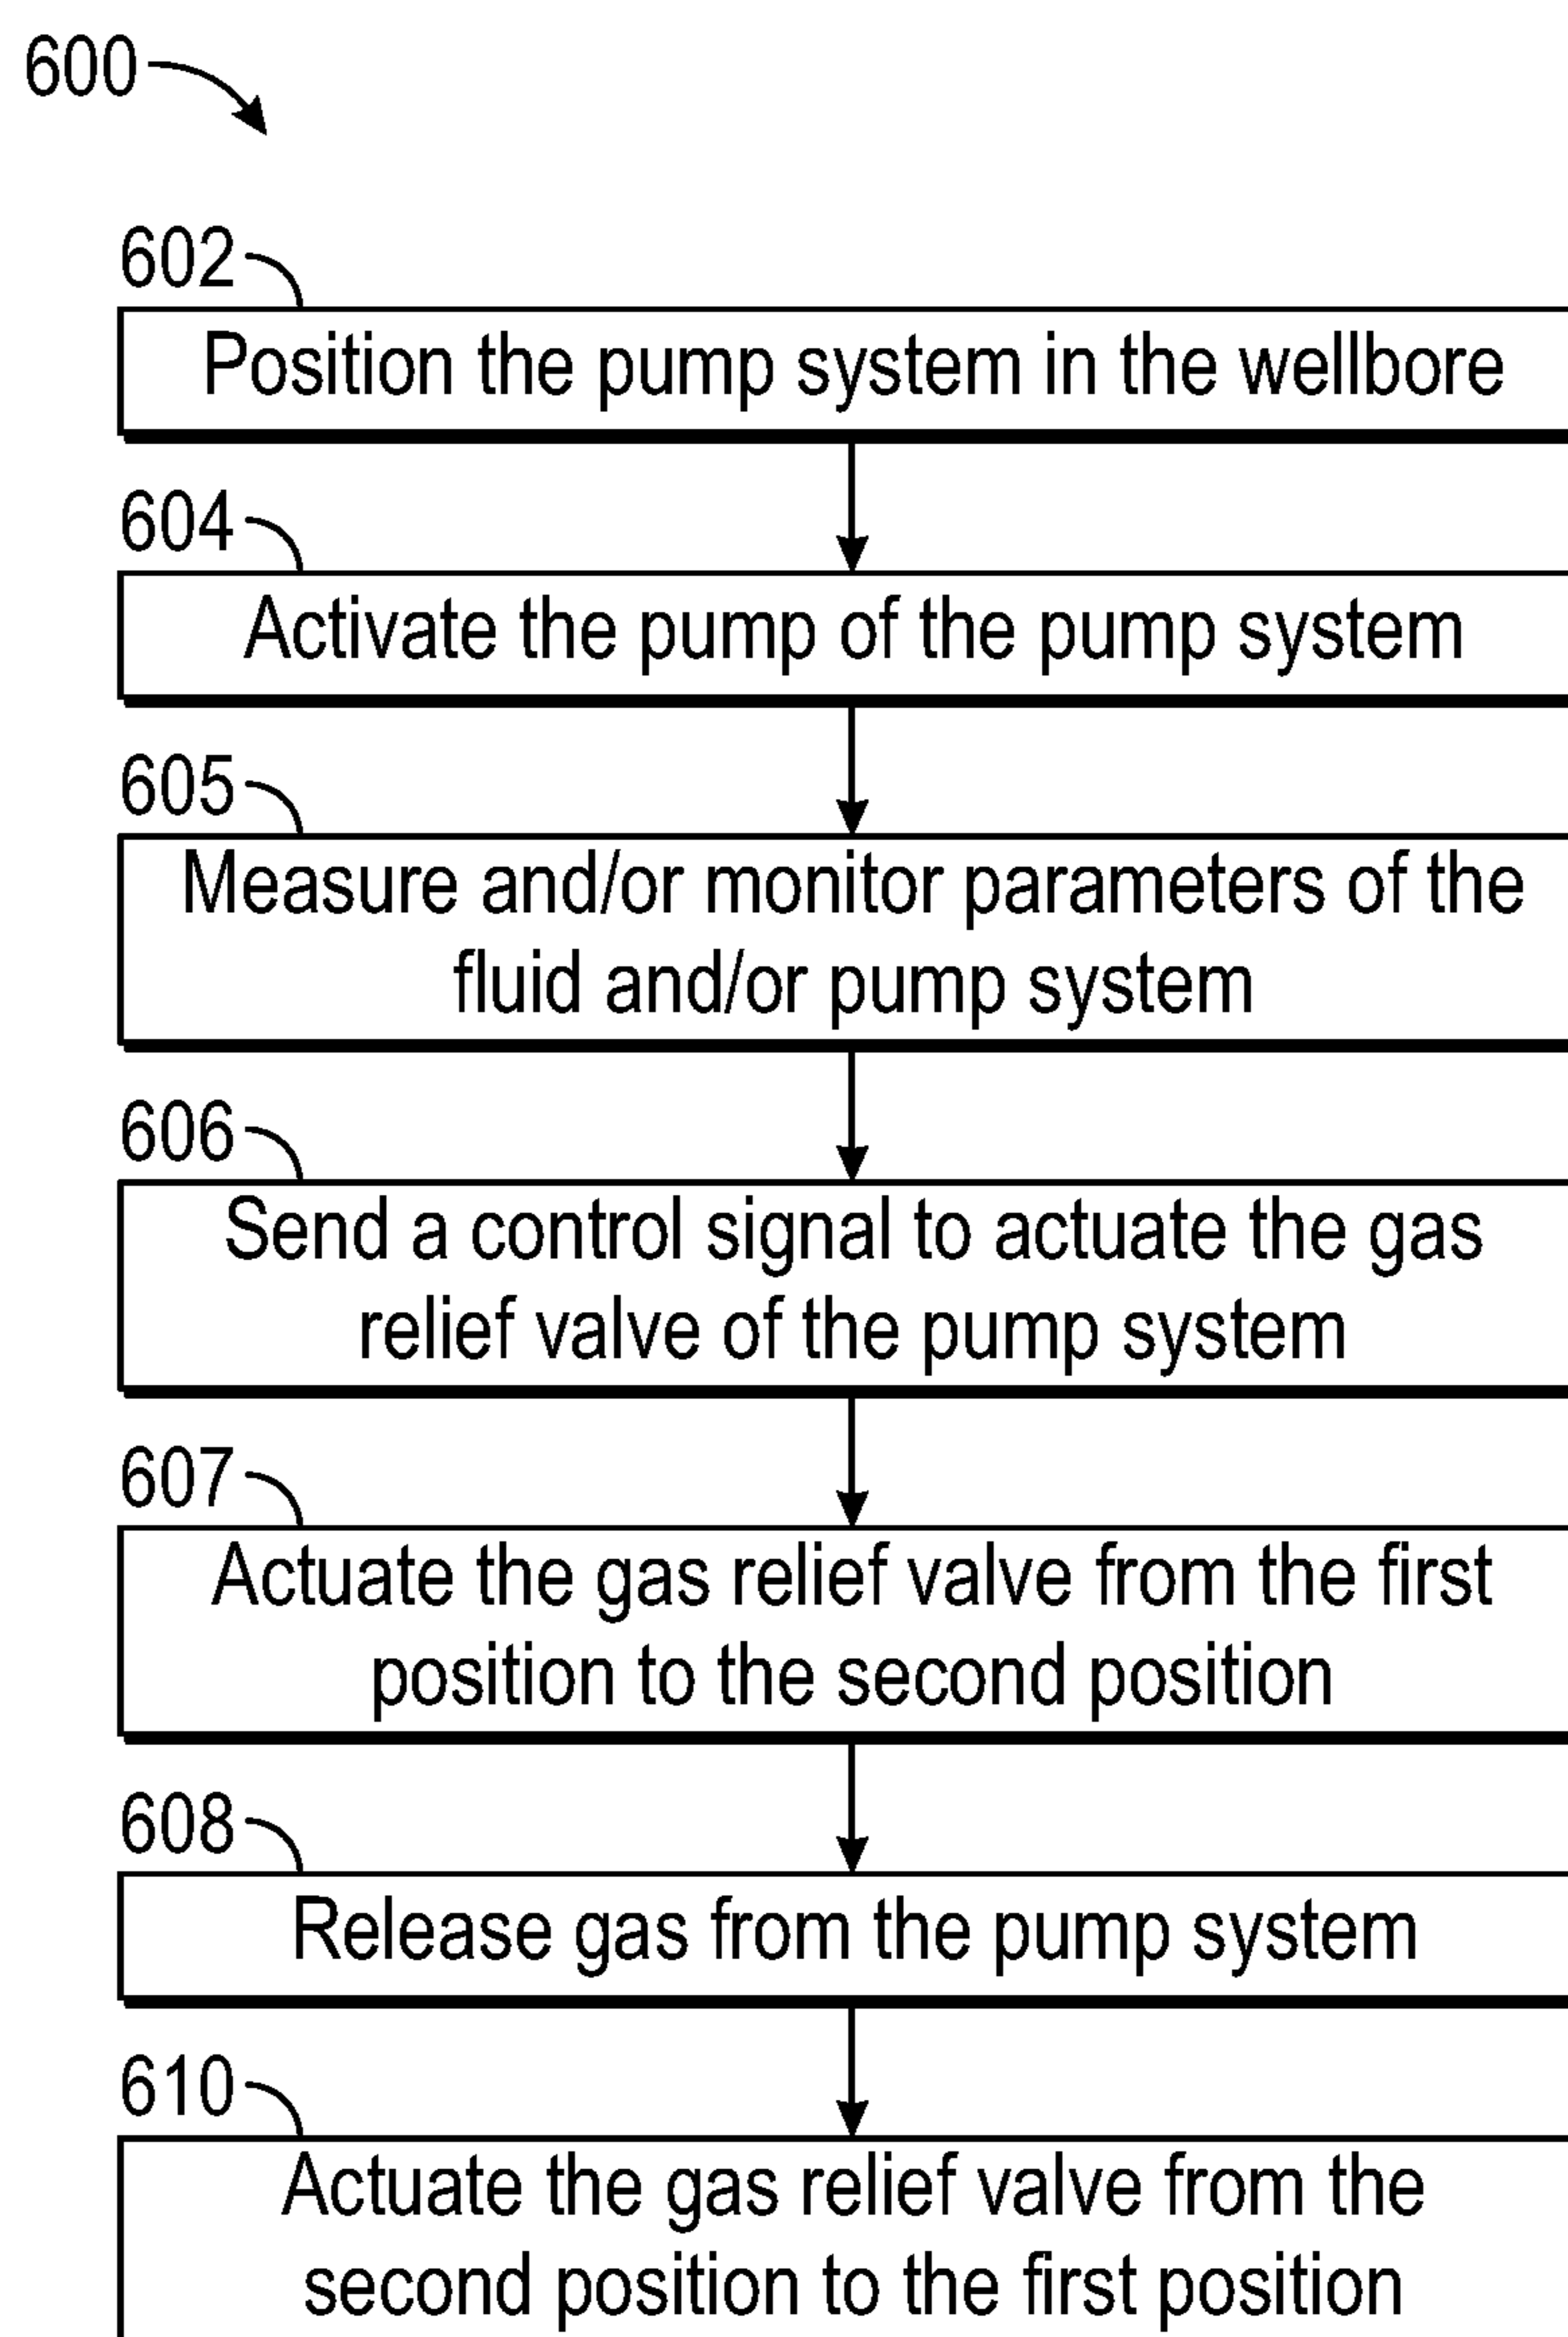 600
602
Position the pump system in the wellbore
604
Activate the pump of the pump system
605
Measure and/or monitor parameters of the
fluid and/or pump system
606
Send a control signal to actuate the gas
relief valve of the pump system
607
Actuate the gas relief valve from the first
position to the second position
608
Release gas from the pump system
610
Actuate the gas relief valve from the
second position to the first position